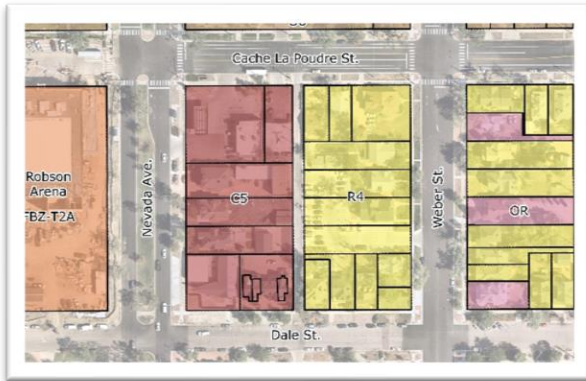 Cache La Poudre St.
Robson
Arena
FBZ-T2A
Nevada Ave.
C5
R4
Weber St.
OR
Dale St.